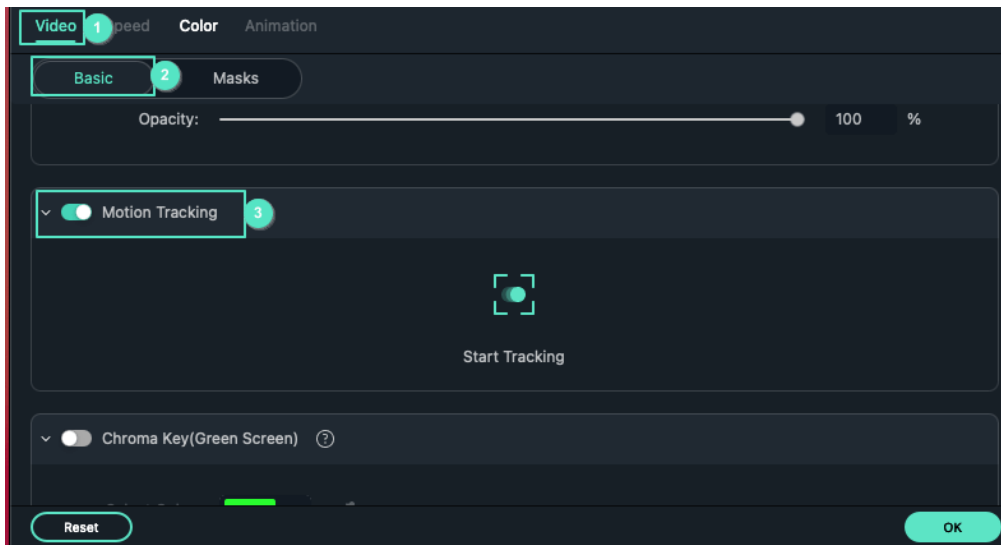 Video 1 peed Color Animation
Basic 2 Masks
Opacity: 100 %
Motion Tracking 3
Start Tracking
Chroma Key(Green Screen) ?
Reset OK